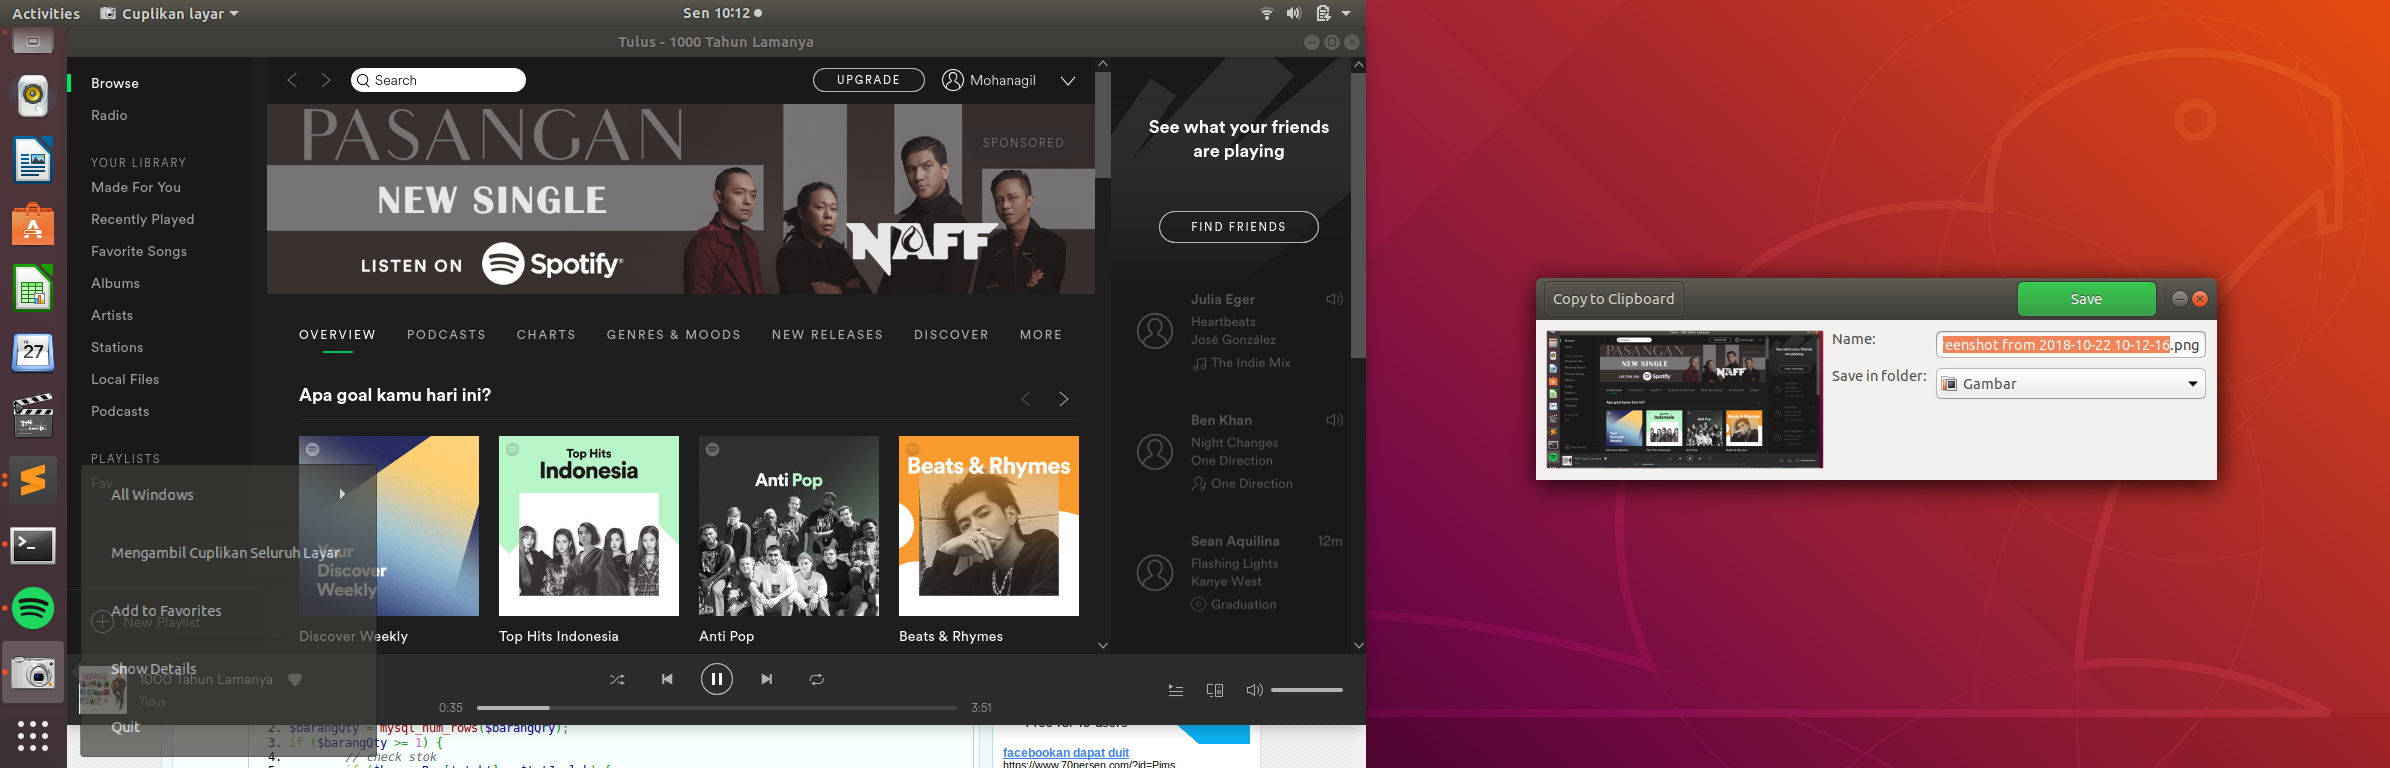 Activities
Cuplikan layar
Sen 10:12
Tulus - 1000 Tahun Lamanya
Browse
Radio
YOUR LIBRARY
Made For You
Recently Played
Favorite Songs
Albums
Artists
Stations
Local Files
Podcasts
PLAYLISTS
Fav
New Playlist
All Windows
Mengambil Cuplikan Seluruh Layar
Add to Favorites
Show Details
Quit
Search
UPGRADE
Mohanagil
PASANGAN
SPONSORED
NEW SINGLE
NAFF
LISTEN ON Spotify
OVERVIEW PODCASTS CHARTS GENRES & MOODS NEW RELEASES DISCOVER MORE
Apa goal kamu hari ini?
Your
Discover
Weekly
Top Hits
Indonesia
Anti Pop
Beats & Rhymes
Discover Weekly
Top Hits Indonesia
Anti Pop
Beats & Rhymes
See what your friends
are playing
FIND FRIENDS
Julia Eger
Heartbeats
José González
The Indie Mix
Ben Khan
Night Changes
One Direction
One Direction
Sean Aquilina 12m
Flashing Lights
Kanye West
Graduation
1000 Tahun Lamanya
Tulus
0:35
3:51
2. $barangQty = mysql_num_rows($barangQry);
3. if ($barangQty >= 1) {
4. // check stok
facebookan dapat duit
https://www.70persen.com/?id=Pims
27
Copy to Clipboard
Save
Name:
reenshot from 2018-10-22 10-12-16.png
Save in folder:
Gambar